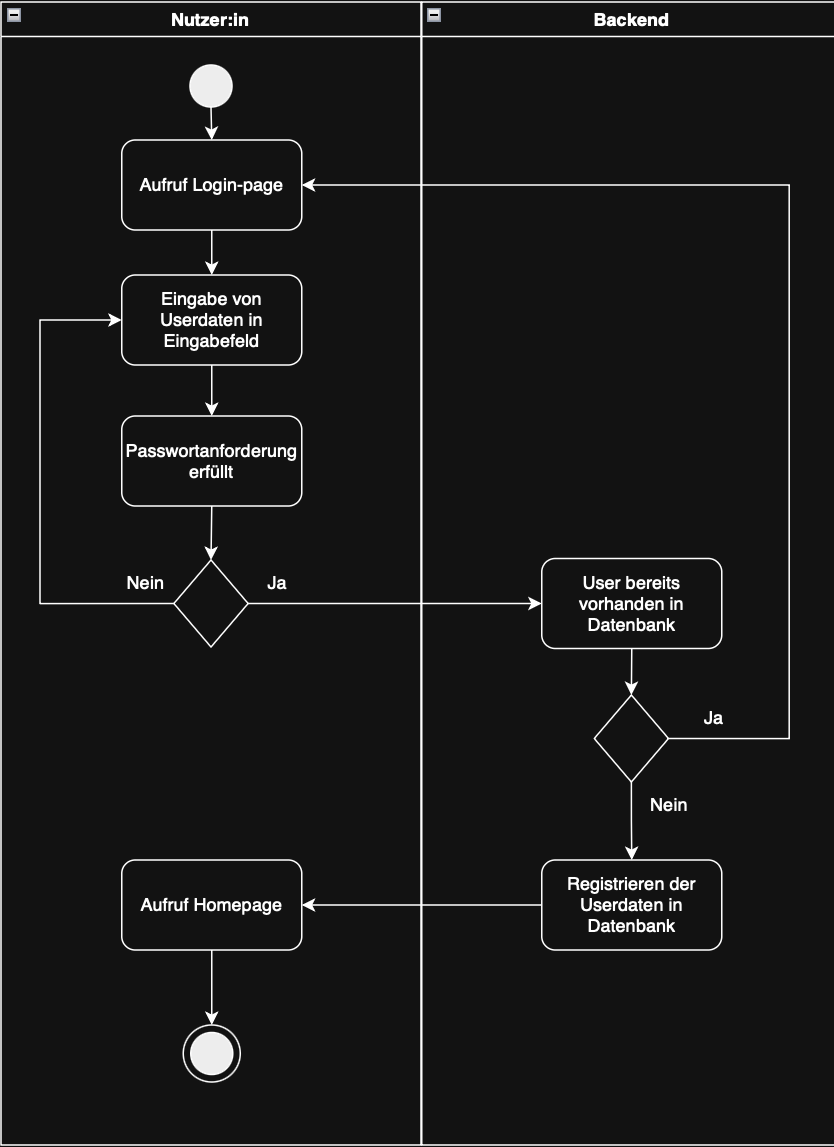 Nutzer:in
Backend
Aufruf Login-page
Eingabe von
Userdaten in
Eingabefeld
Passwortanforderung
erfüllt
Nein
Ja
User bereits
vorhanden in
Datenbank
Ja
Nein
Registrieren der
Userdaten in
Datenbank
Aufruf Homepage